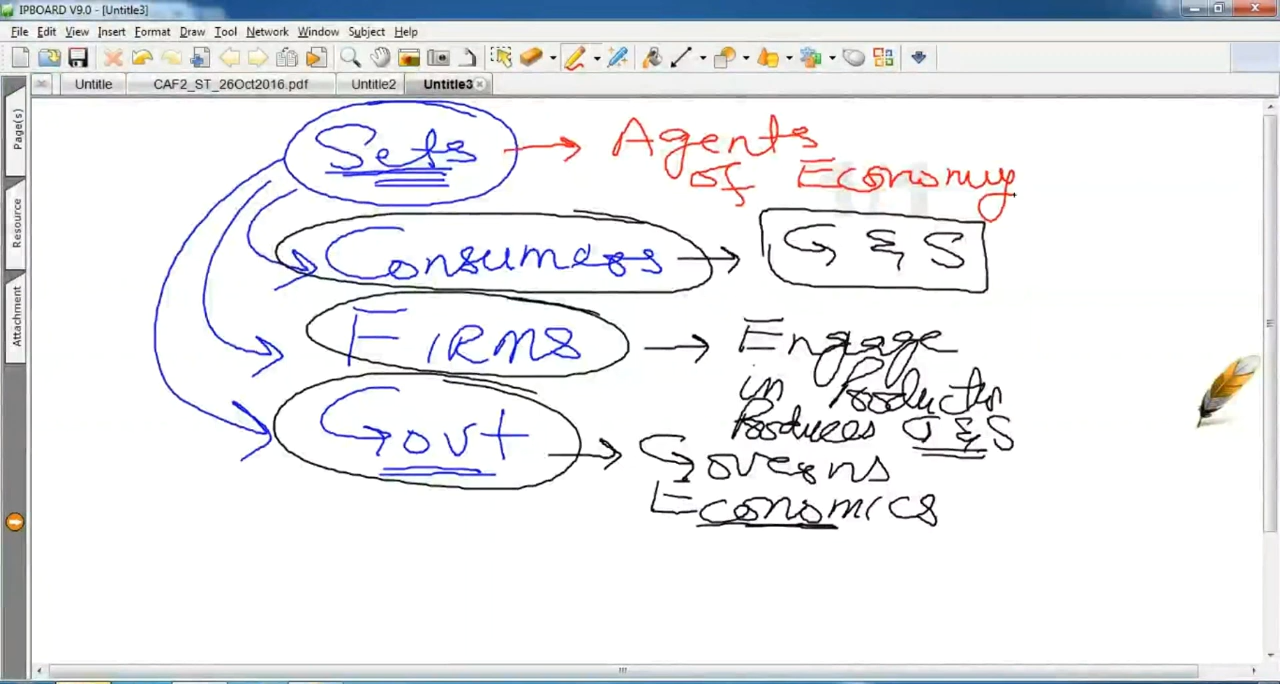 IPBOARD V9.0 - [Untitle3]
File Edit View Insert Format Draw Tool Network Window Subject Help
Untitle CAF2_ST_26Oct2016.pdf Untitle2 Untitle3
Page(s)
Resource
Attachment
Sets → Agents
of Economy
Consumers → G & S
Firms → Engage
in Production
Produces G & S
Govt → Governs
Economics